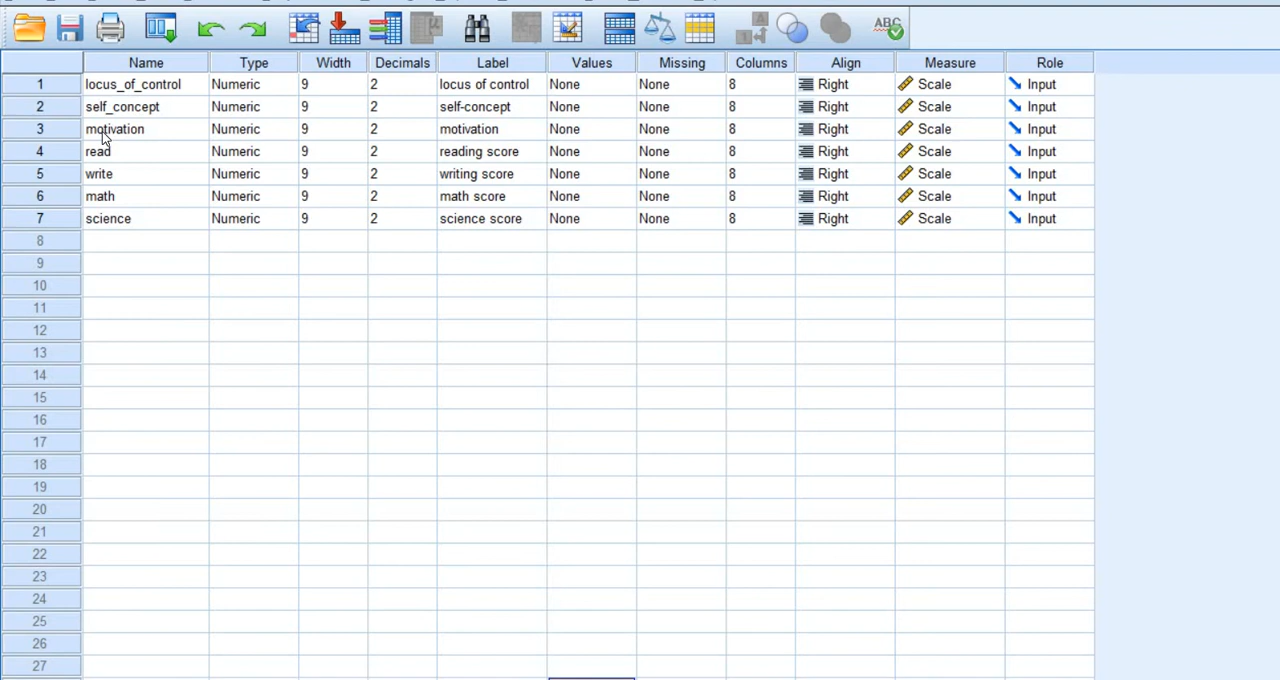 ABC
Name Type Width Decimals Label Values Missing Columns Align Measure Role
1 locus_of_control Numeric 9 2 locus of control None None 8 Right Scale Input
2 self_concept Numeric 9 2 self-concept None None 8 Right Scale Input
3 motivation Numeric 9 2 motivation None None 8 Right Scale Input
4 read Numeric 9 2 reading score None None 8 Right Scale Input
5 write Numeric 9 2 writing score None None 8 Right Scale Input
6 math Numeric 9 2 math score None None 8 Right Scale Input
7 science Numeric 9 2 science score None None 8 Right Scale Input
8
9
10
11
12
13
14
15
16
17
18
19
20
21
22
23
24
25
26
27